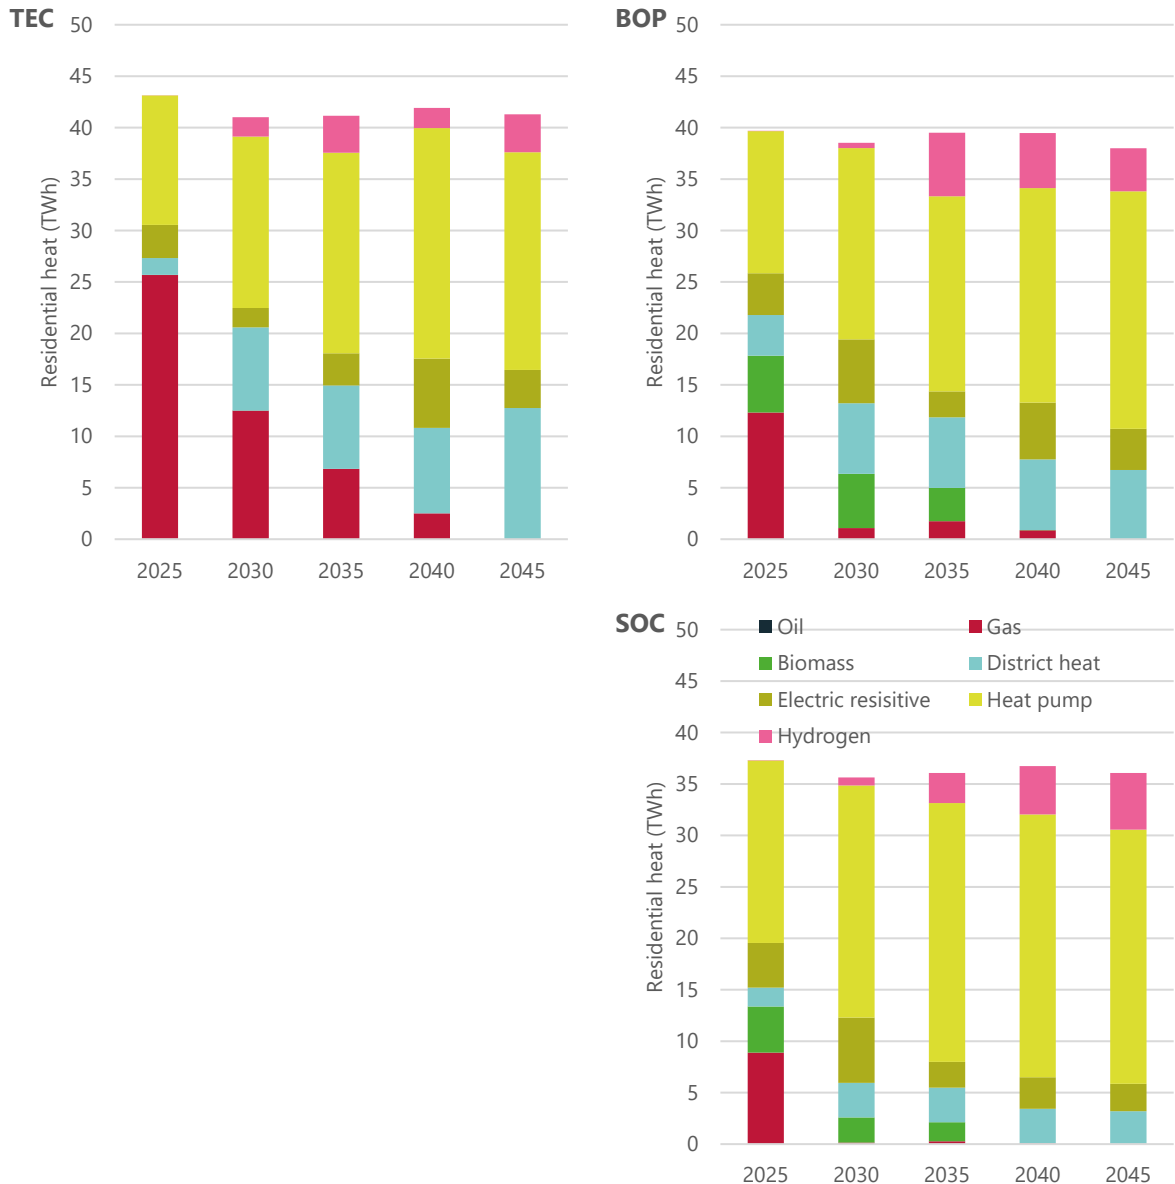 TEC
50
45
40
35
30
25
20
15
10
5
0
Residential heat (TWh)
2025 2030 2035 2040 2045
BOP
50
45
40
35
30
25
20
15
10
5
0
Residential heat (TWh)
2025 2030 2035 2040 2045
SOC
50
45
40
35
30
25
20
15
10
5
0
Residential heat (TWh)
Oil Gas
Biomass District heat
Electric resisitive Heat pump
Hydrogen
2025 2030 2035 2040 2045